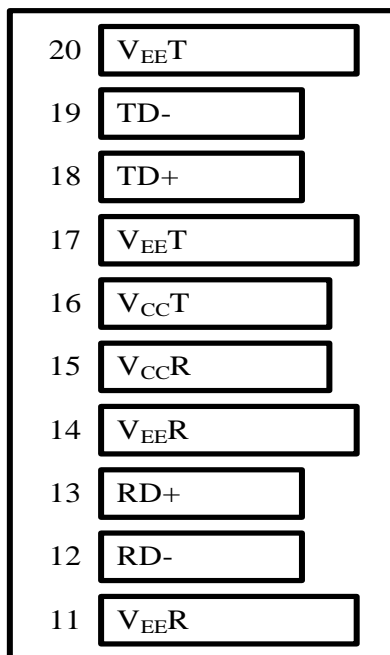 20 VEET
19 TD-
18 TD+
17 VEET
16 VCCT
15 VCCR
14 VEER
13 RD+
12 RD-
11 VEER